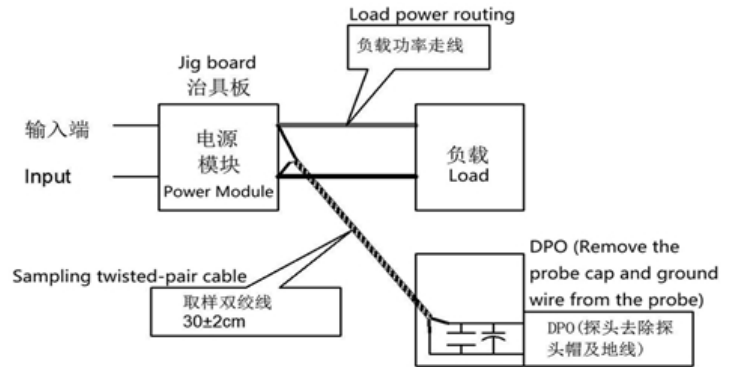 Load power routing
负载功率走线
Jig board
治具板
输入端
Input
电源
模块
Power Module
负载
Load
Sampling twisted-pair cable
取样双绞线
30±2cm
DPO (Remove the
probe cap and ground
wire from the probe)
DPO(探头去除探
头帽及地线)